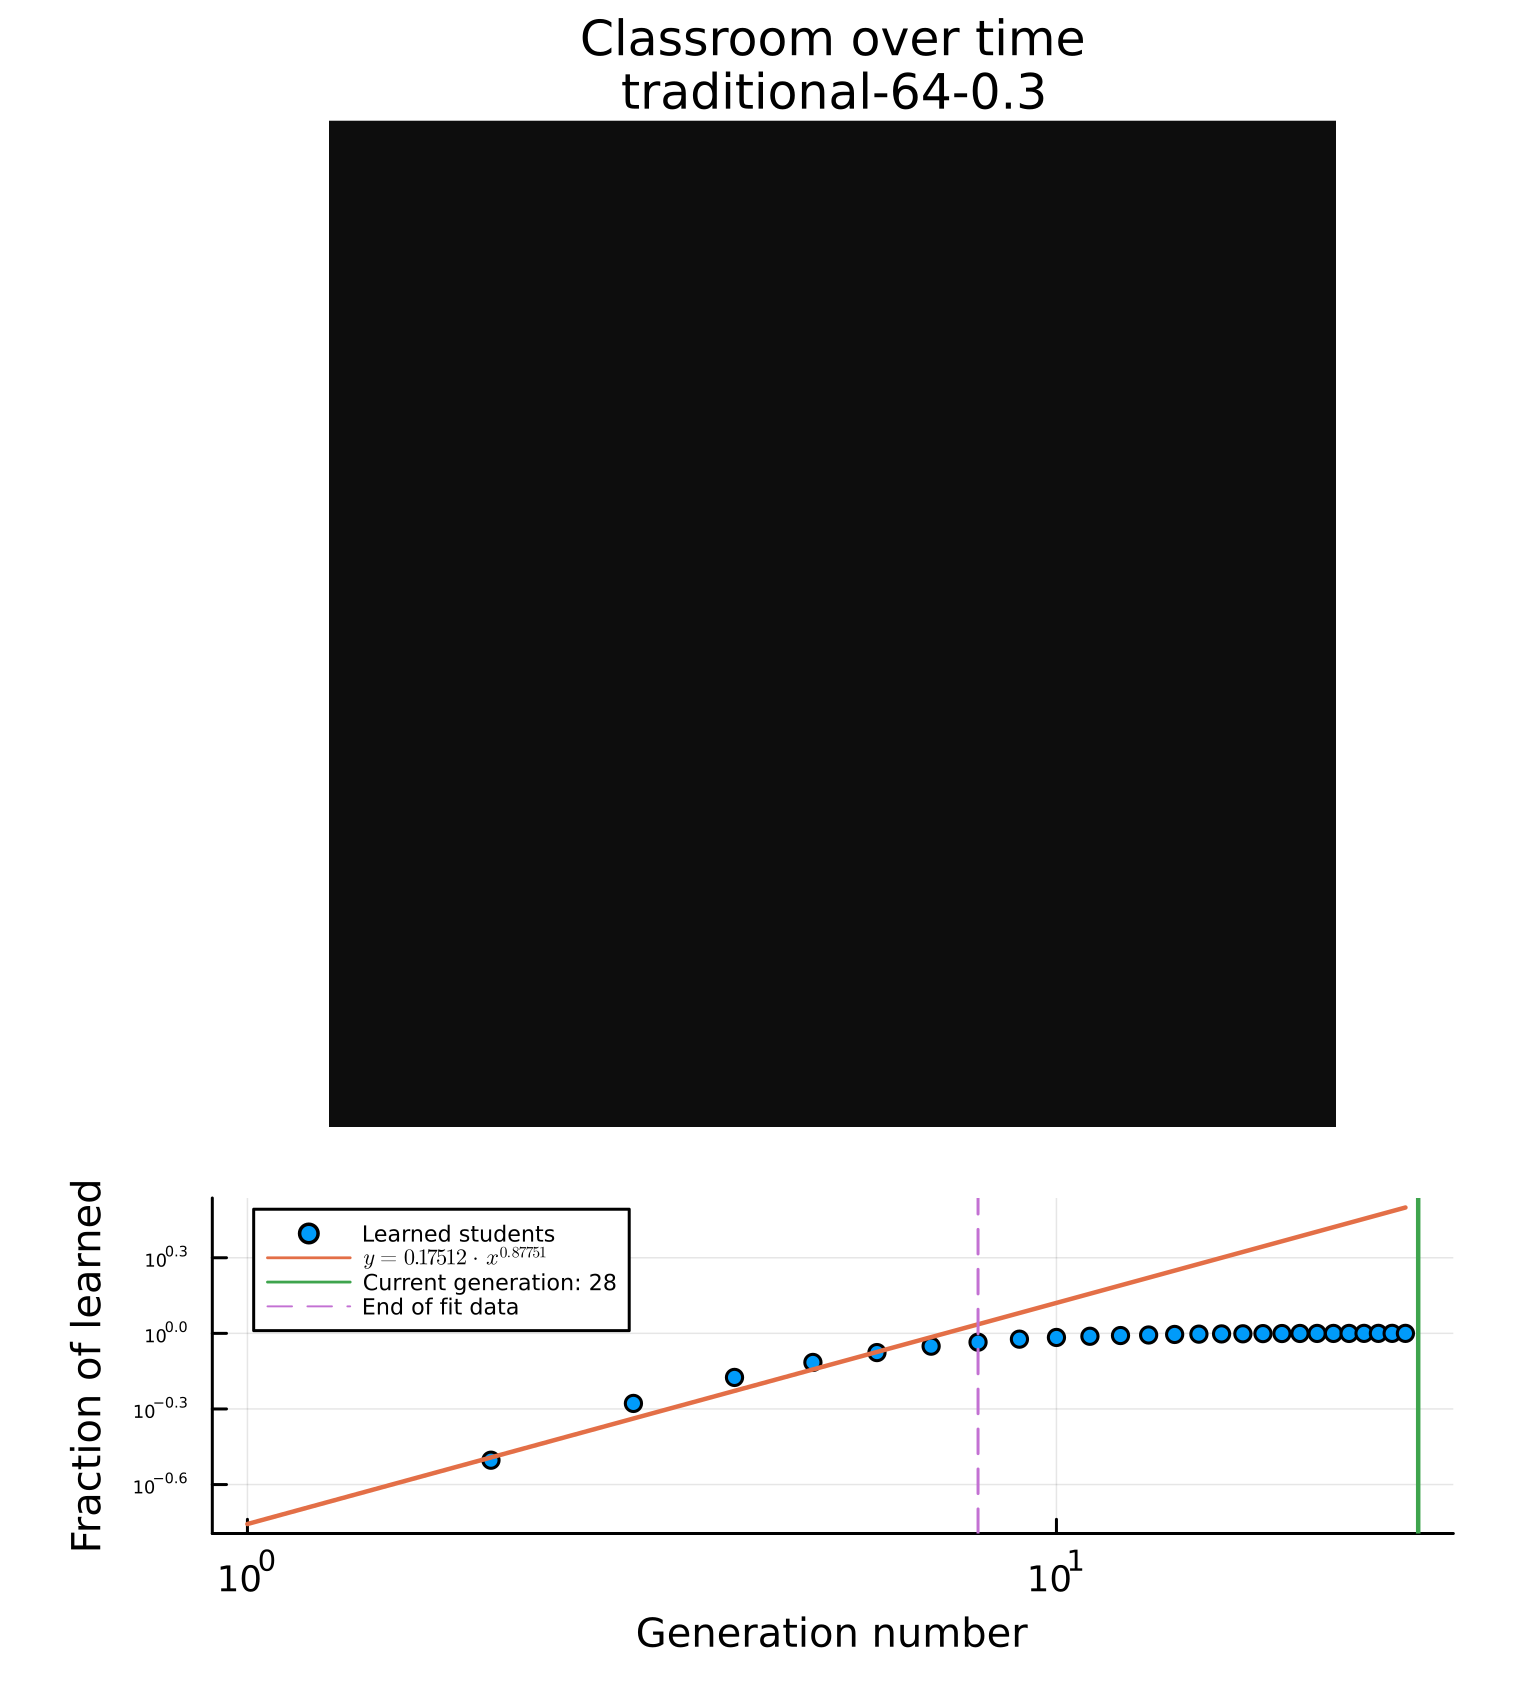 Classroom over time
traditional-64-0.3
Fraction of learned
10^0.3
10^0.0
10^−0.3
10^−0.6
Learned students
y = 0.17512 · x^0.87751
Current generation: 28
End of fit data
10^0
10^1
Generation number